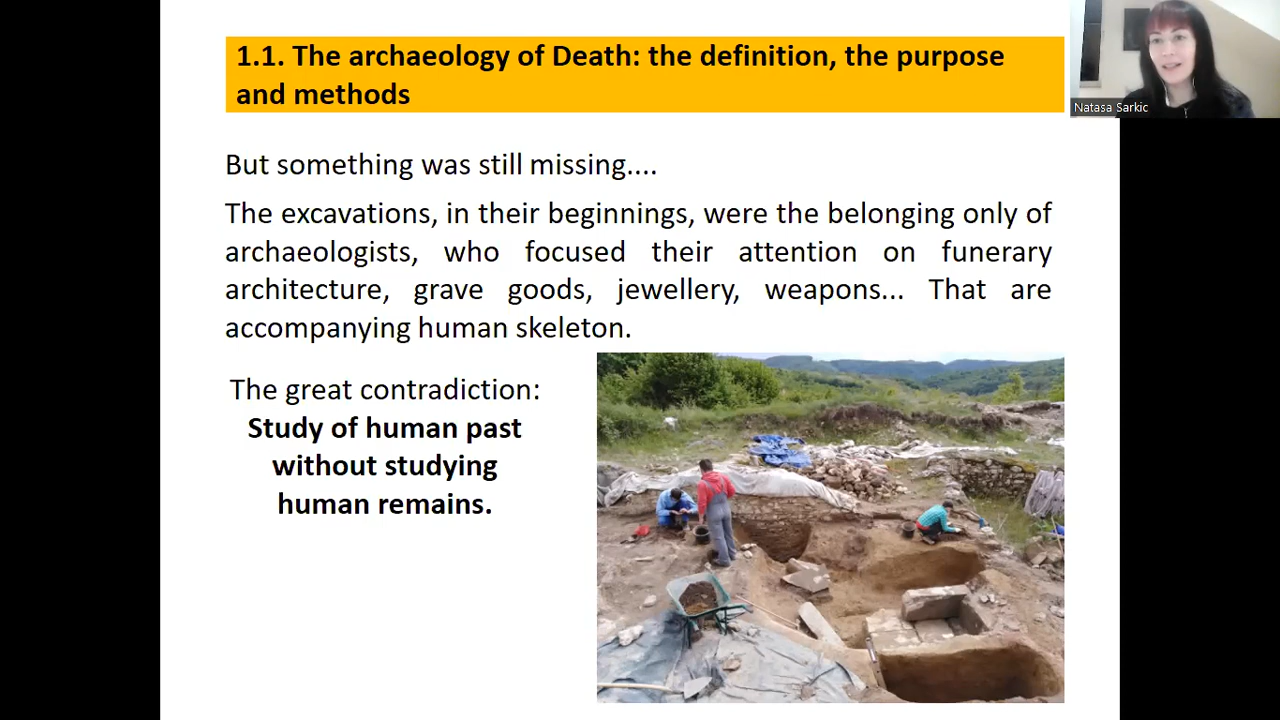 1.1. The archaeology of Death: the definition, the purpose
and methods
Natasa Sarkic
But something was still missing....
The excavations, in their beginnings, were the belonging only of
archaeologists, who focused their attention on funerary
architecture, grave goods, jewellery, weapons... That are
accompanying human skeleton.
The great contradiction:
Study of human past
without studying
human remains.